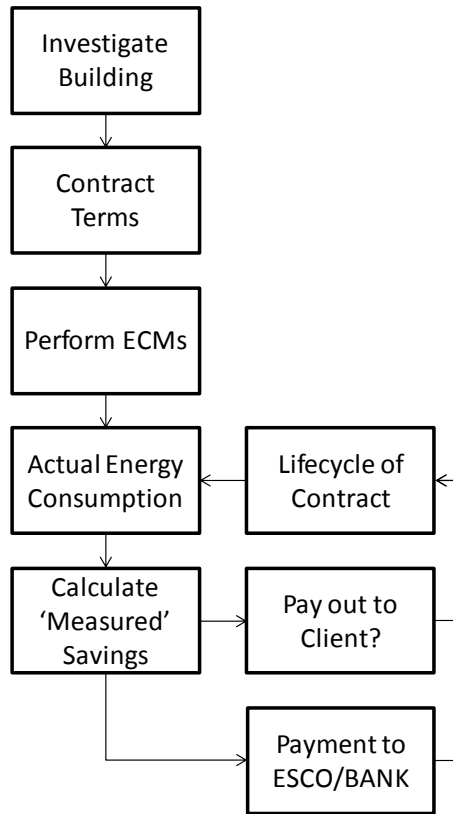 Investigate
Building
Contract
Terms
Perform ECMs
Actual Energy
Consumption
Lifecycle of
Contract
Calculate
‘Measured’
Savings
Pay out to
Client?
Payment to
ESCO/BANK